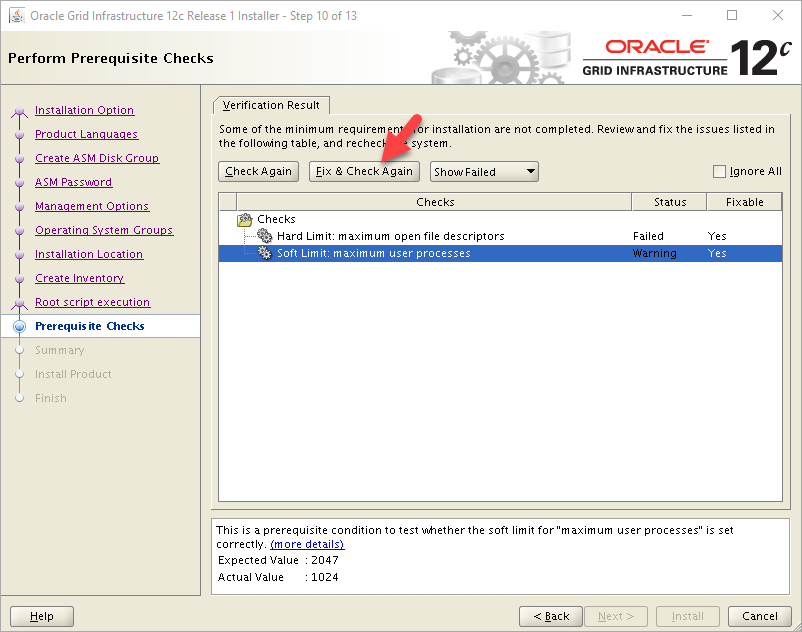 Oracle Grid Infrastructure 12c Release 1 Installer - Step 10 of 13
Perform Prerequisite Checks
ORACLE®
GRID INFRASTRUCTURE
12c
Installation Option
Product Languages
Create ASM Disk Group
ASM Password
Management Options
Operating System Groups
Installation Location
Create Inventory
Root script execution
Prerequisite Checks
Summary
Install Product
Finish
Verification Result
Some of the minimum requirements for installation are not completed. Review and fix the issues listed in
the following table, and recheck system.
Check Again
Fix & Check Again
Show Failed
Ignore All
Checks Status Fixable
Checks
Hard Limit: maximum open file descriptors Failed Yes
Soft Limit: maximum user processes Warning Yes
This is a prerequisite condition to test whether the soft limit for "maximum user processes" is set
correctly. (more details)
Expected Value : 2047
Actual Value : 1024
Help
< Back
Next >
Install
Cancel